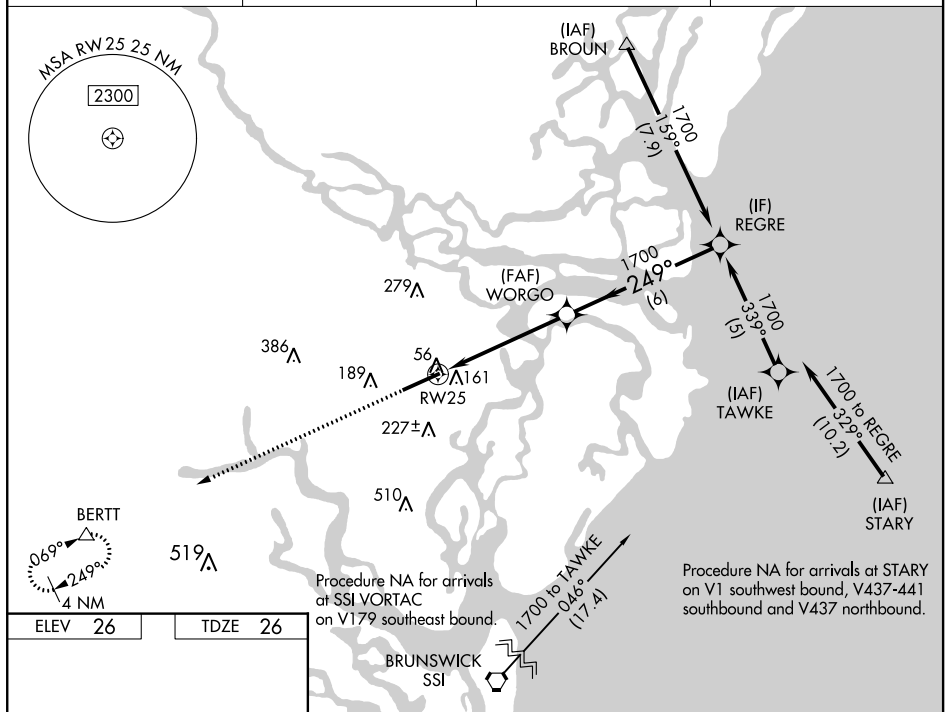 MSA RW 25 25 NM
2300
(IAF)
BROUN
1700
159°
(7.9)
(IF)
REGRE
1700
249°
(6)
(FAF)
WORGO
279
386
189
56
161
RW25
227±
510
519
1700
339°
(5)
(IAF)
TAWKE
1700 to REGRE
329°
(10.2)
(IAF)
STARY
BERTT
069°
249°
4 NM
Procedure NA for arrivals
at SSI VORTAC
on V179 southeast bound.
1700 to TAWKE
046°
(17.4)
Procedure NA for arrivals at STARY
on V1 southwest bound, V437-441
southbound and V437 northbound.
ELEV 26
TDZE 26
BRUNSWICK
SSI